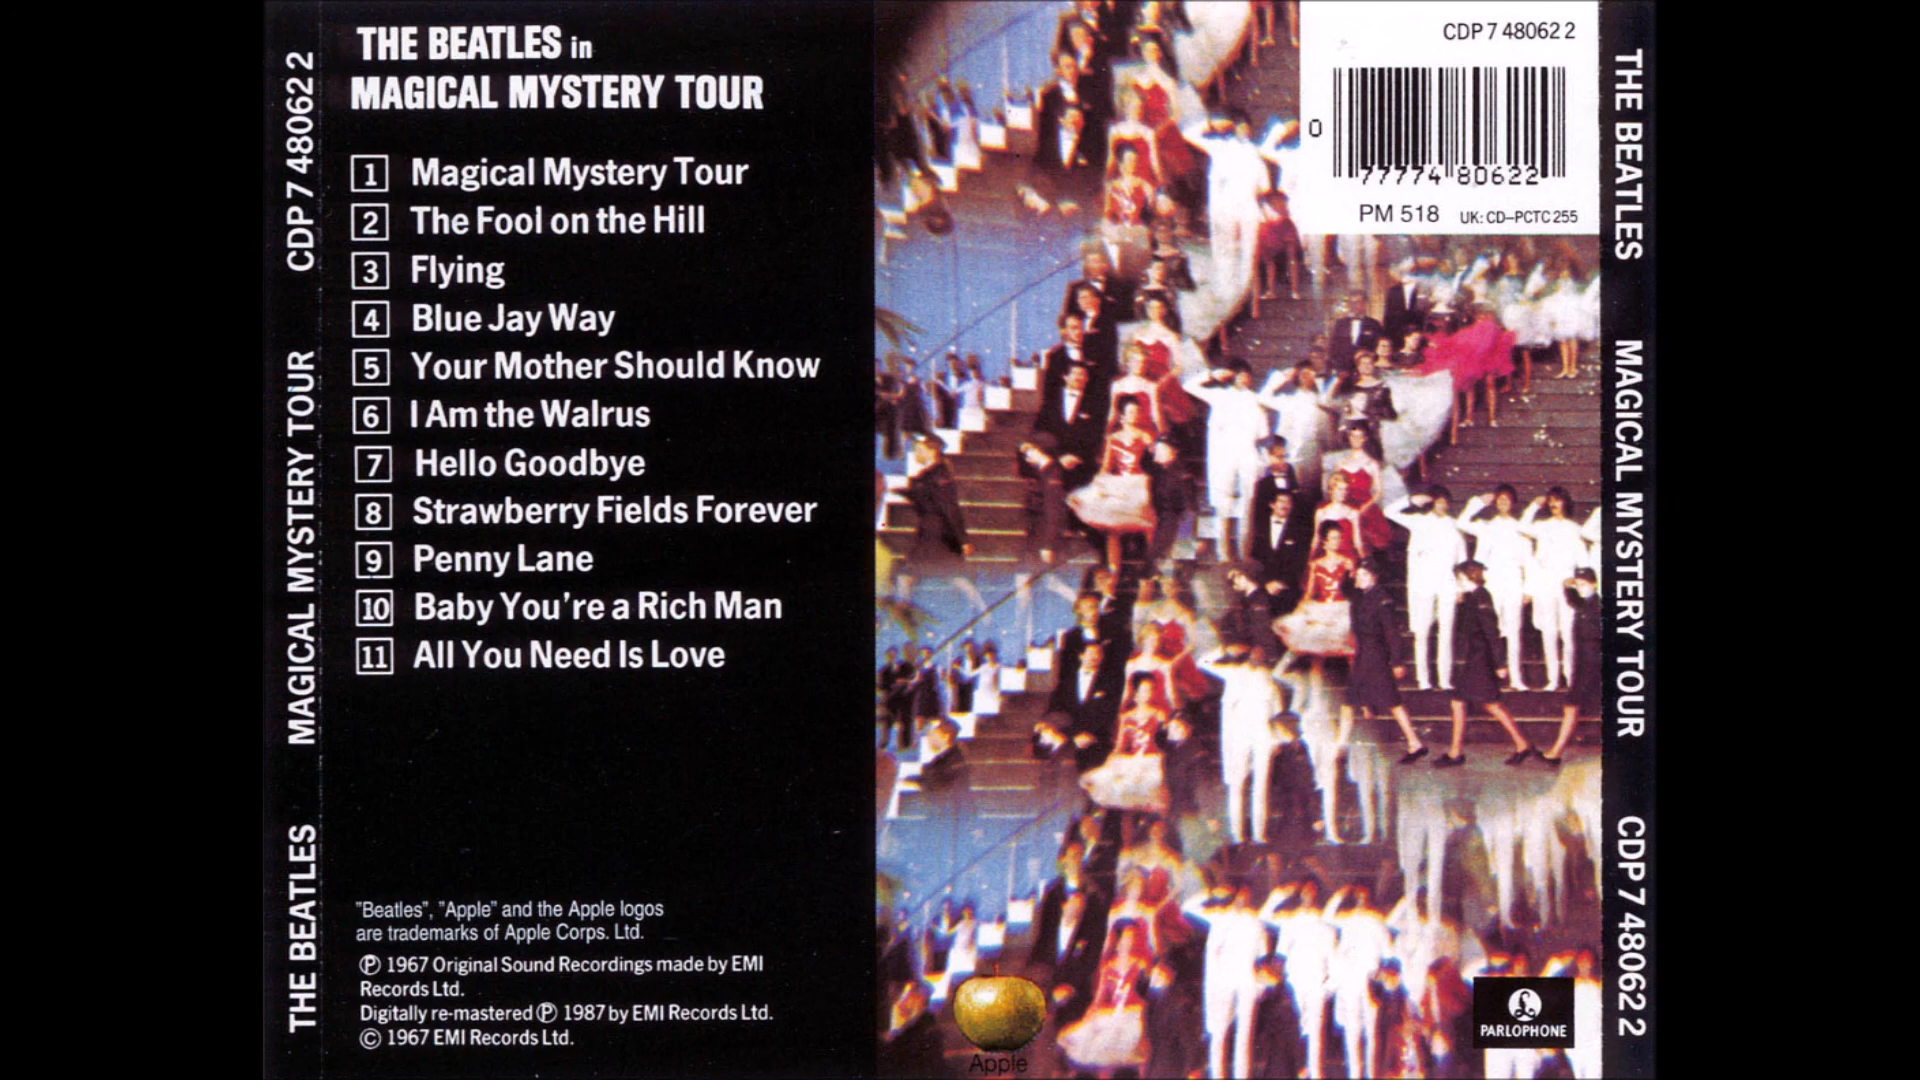 THE BEATLES MAGICAL MYSTERY TOUR CDP 7 48062 2
THE BEATLES in
MAGICAL MYSTERY TOUR
1 Magical Mystery Tour
2 The Fool on the Hill
3 Flying
4 Blue Jay Way
5 Your Mother Should Know
6 I Am the Walrus
7 Hello Goodbye
8 Strawberry Fields Forever
9 Penny Lane
10 Baby You're a Rich Man
11 All You Need Is Love
"Beatles", "Apple" and the Apple logos
are trademarks of Apple Corps. Ltd.
Ⓟ 1967 Original Sound Recordings made by EMI
Records Ltd.
Digitally re-mastered Ⓟ 1987 by EMI Records Ltd.
© 1967 EMI Records Ltd.
CDP 7 48062 2
0 77774 80622
PM 518 UK: CD–PCTC 255
Apple
PARLOPHONE
THE BEATLES MAGICAL MYSTERY TOUR CDP 7 48062 2